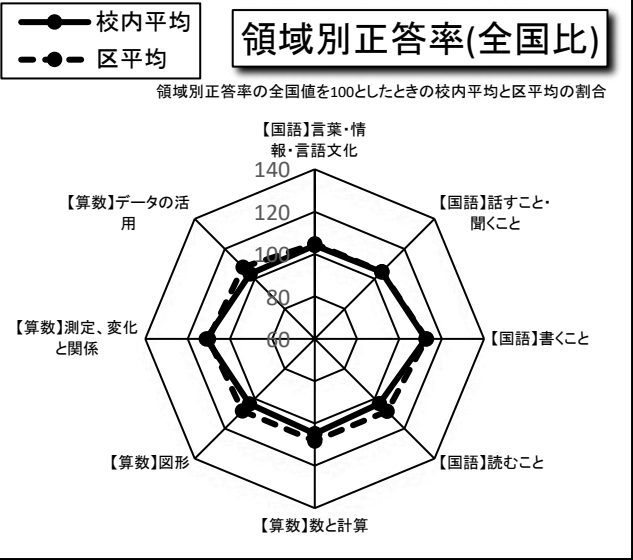 校内平均
区平均
領域別正答率(全国比)
領域別正答率の全国値を100としたときの校内平均と区平均の割合
【国語】言葉・情
報・言語文化
【国語】話すこと・
聞くこと
【国語】書くこと
【国語】読むこと
【算数】数と計算
【算数】図形
【算数】測定、変化
と関係
【算数】データの活
用
140
120
100
80
60